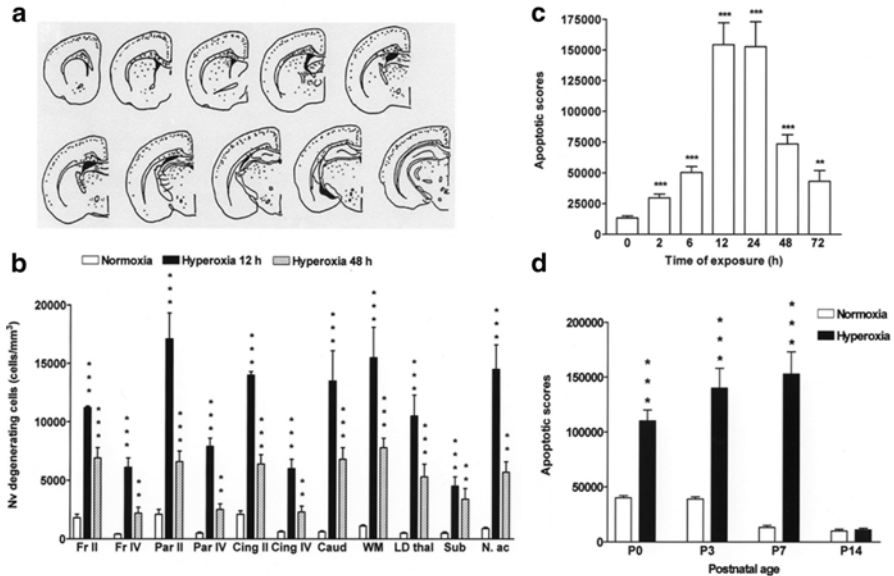 a
b
Normoxia Hyperoxia 12 h Hyperoxia 48 h
Nv degenerating cells (cells/mm³)
20000
15000
10000
5000
0
* * *
* * *
* * *
* *
* * *
* * *
* * *
* *
* * *
* * *
* * *
* *
* * *
* * *
* * *
* * *
* * *
* * *
* * *
* * *
* * *
* *
Fr II Fr IV Par II Par IV Cing II Cing IV Caud WM LD thal Sub N. ac
c
Apoptotic scores
175000
150000
125000
100000
75000
50000
25000
0
***
***
***
***
***
**
0 2 6 12 24 48 72
Time of exposure (h)
d
Normoxia
Hyperoxia
Apoptotic scores
200000
150000
100000
50000
0
* * *
* * *
* * *
P0 P3 P7 P14
Postnatal age